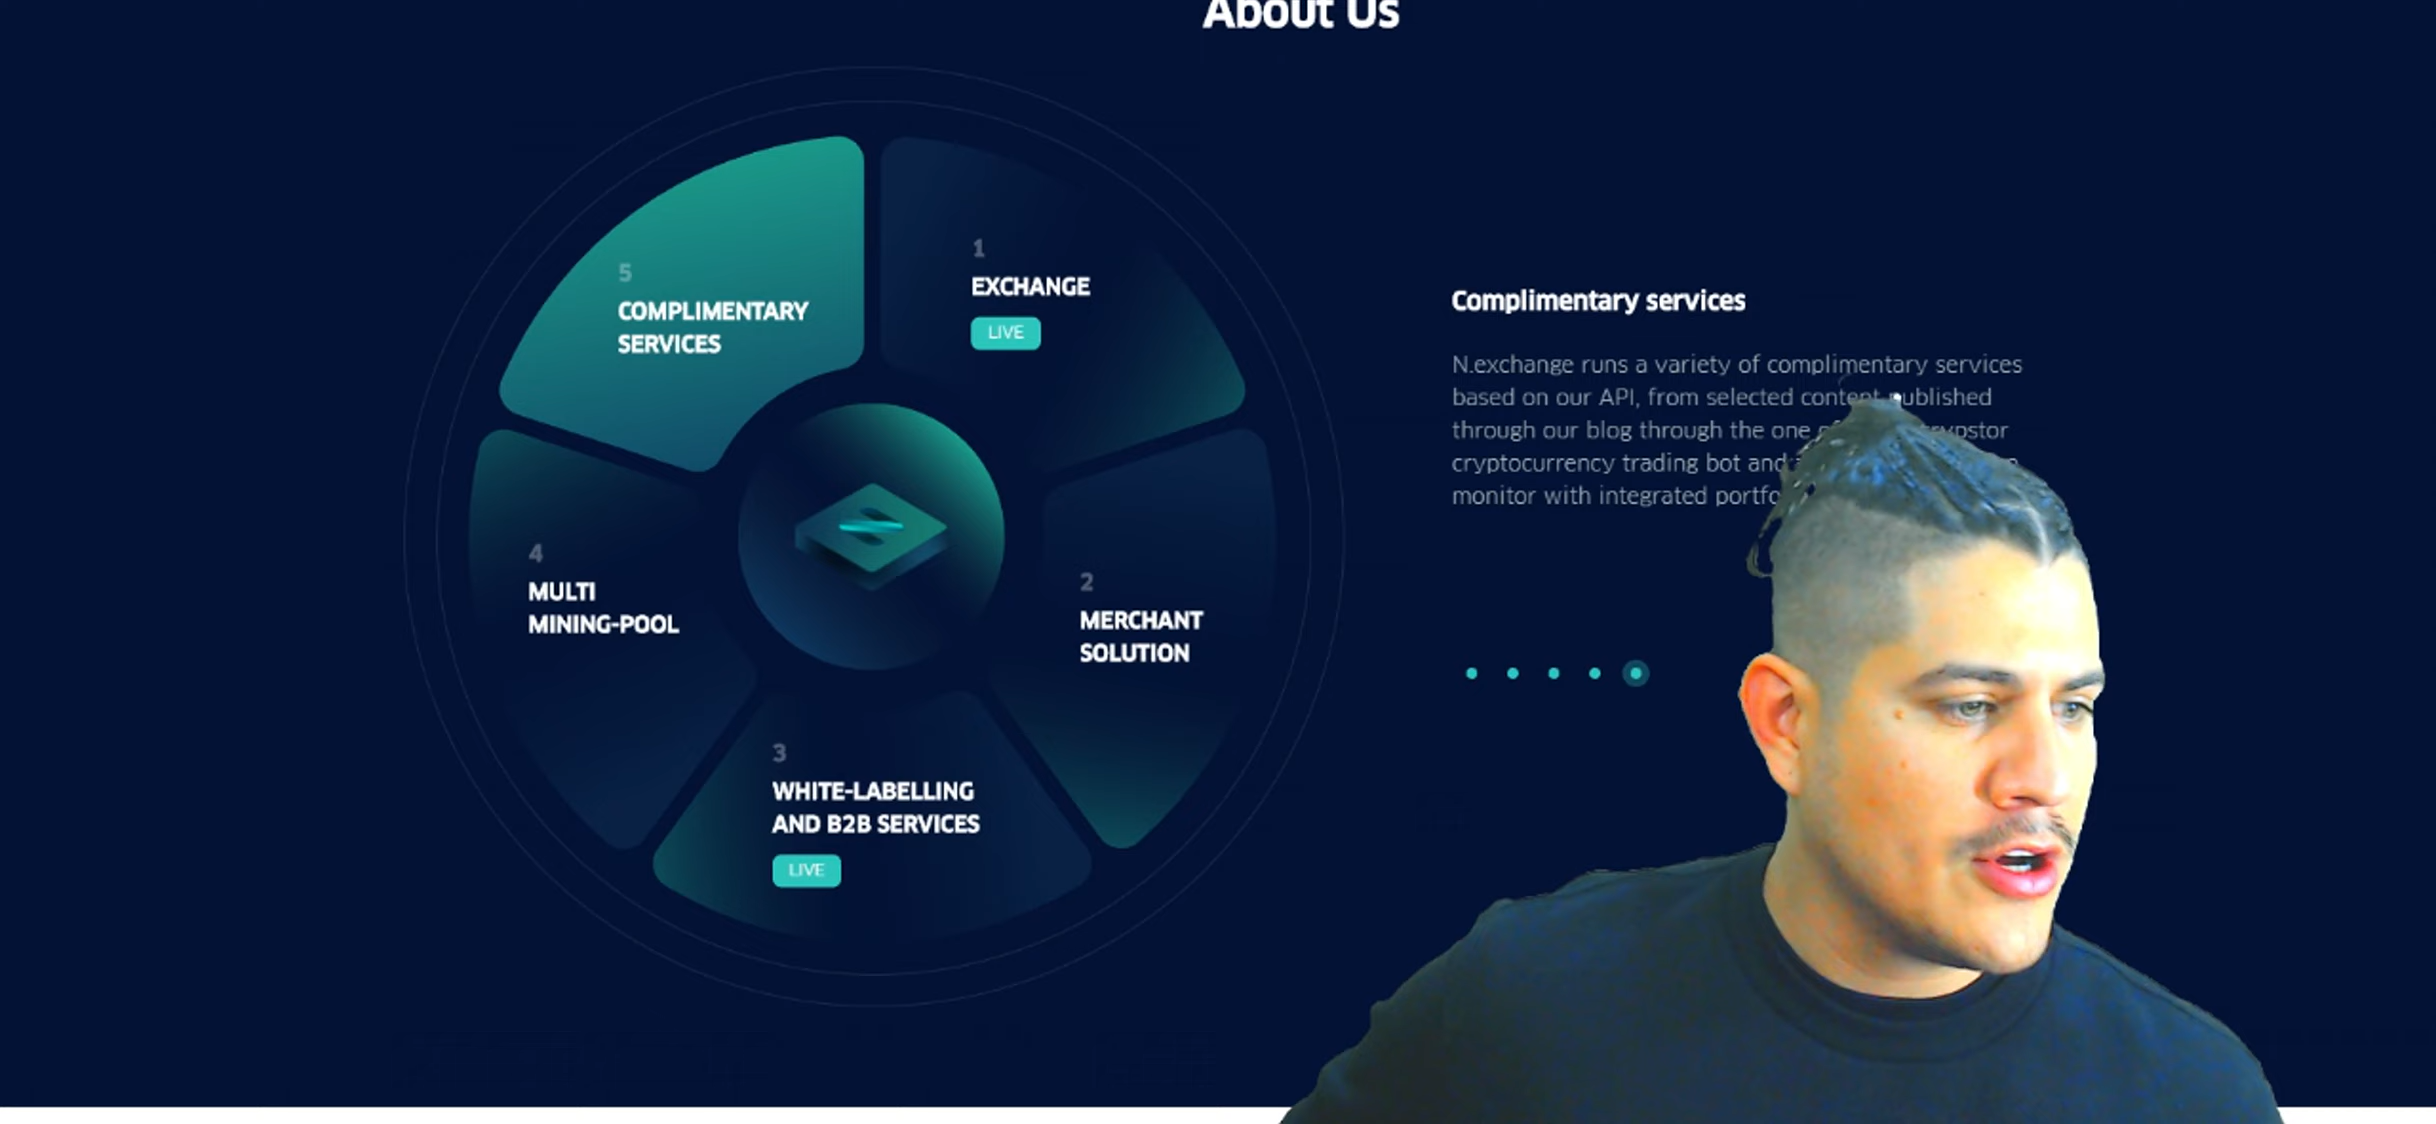 About Us
5
COMPLIMENTARY
SERVICES
1
EXCHANGE
LIVE
4
MULTI
MINING-POOL
2
MERCHANT
SOLUTION
3
WHITE-LABELLING
AND B2B SERVICES
LIVE
Complimentary services
N.exchange runs a variety of complimentary services
based on our API, from selected content published
through our blog through the one
cryptocurrency trading bot and
monitor with integrated